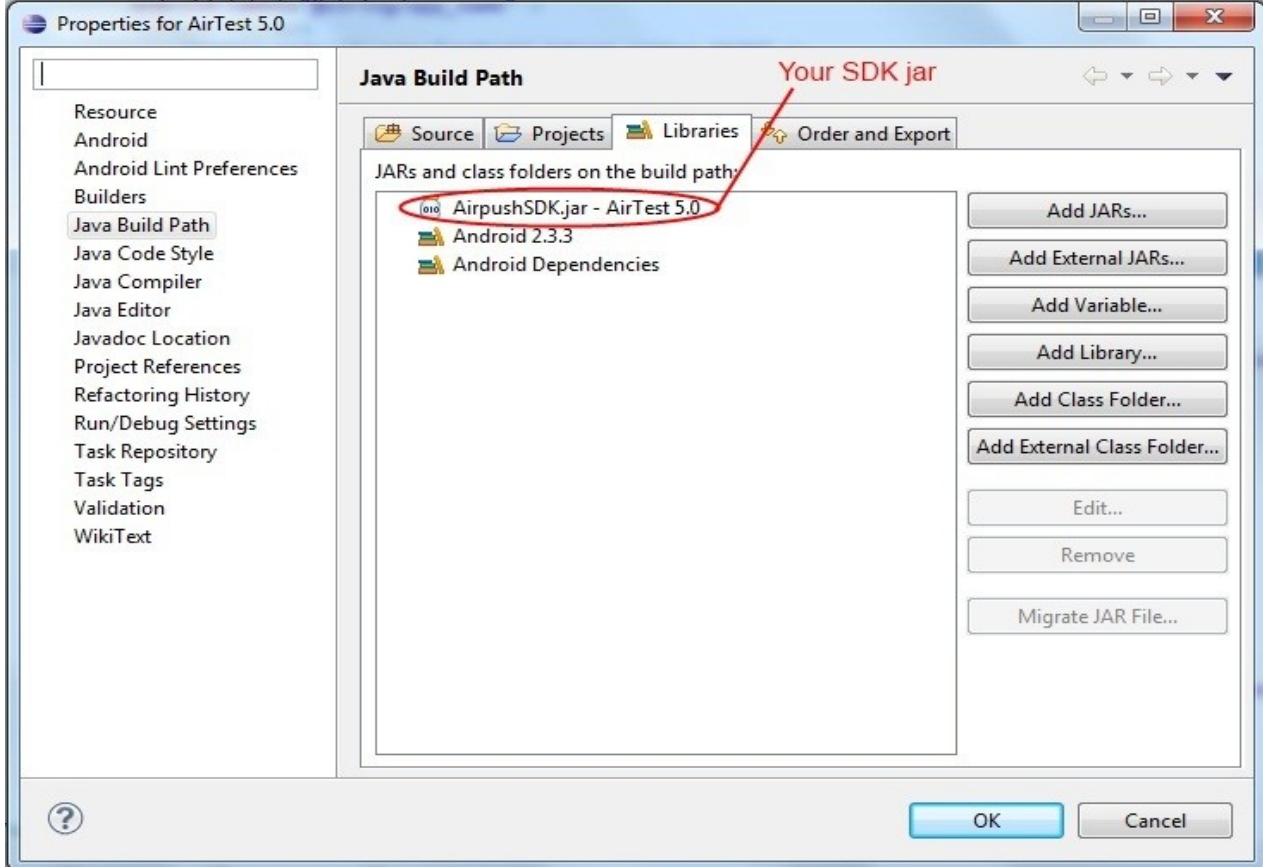 Properties for AirTest 5.0
Resource
Android
Android Lint Preferences
Builders
Java Build Path
Java Code Style
Java Compiler
Java Editor
Javadoc Location
Project References
Refactoring History
Run/Debug Settings
Task Repository
Task Tags
Validation
WikiText
Java Build Path
Your SDK jar
Source
Projects
Libraries
Order and Export
JARs and class folders on the build path:
AirpushSDK.jar - AirTest 5.0
Android 2.3.3
Android Dependencies
Add JARs...
Add External JARs...
Add Variable...
Add Library...
Add Class Folder...
Add External Class Folder...
Edit...
Remove
Migrate JAR File...
OK
Cancel